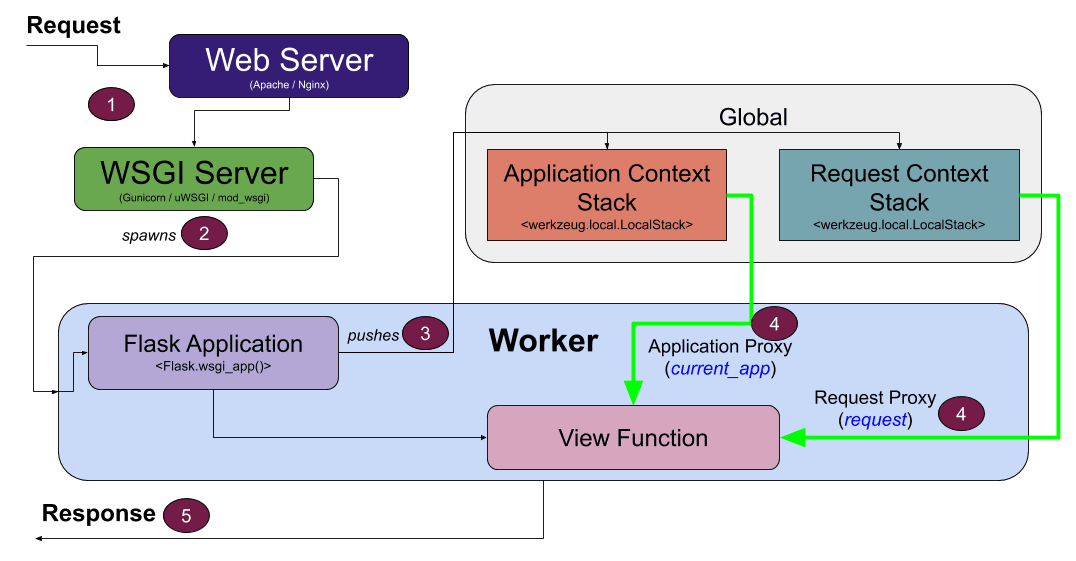 Request
Web Server
(Apache / Nginx)
1
WSGI Server
(Gunicorn / uWSGI / mod_wsgi)
spawns
2
Global
Application Context
Stack
<werkzeug.local.LocalStack>
Request Context
Stack
<werkzeug.local.LocalStack>
Flask Application
<Flask.wsgi_app()>
pushes
3
Worker
4
Application Proxy
(current_app)
Request Proxy
(request)
4
View Function
Response
5